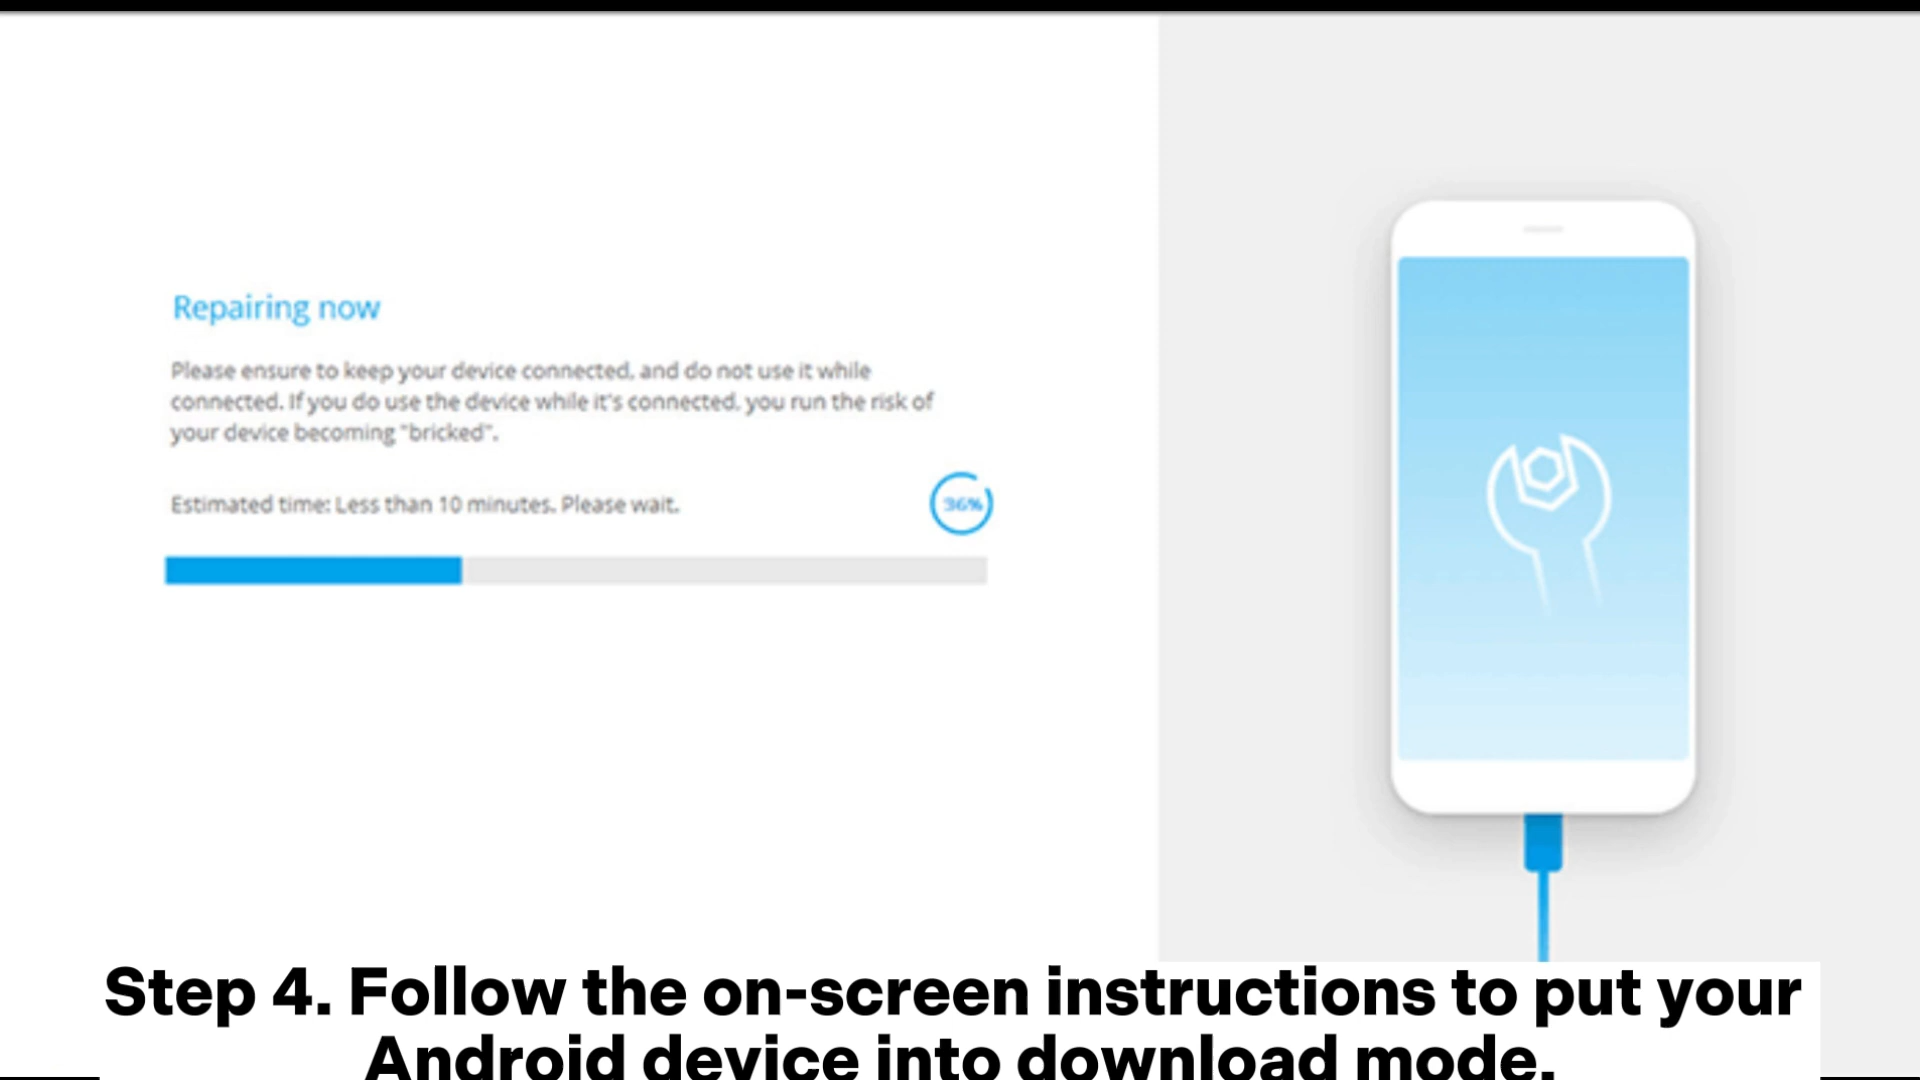 Repairing now
Please ensure to keep your device connected, and do not use it while
connected. If you do use the device while it's connected, you run the risk of
your device becoming "bricked".
Estimated time: Less than 10 minutes. Please wait.
36%
Step 4. Follow the on-screen instructions to put your
Android device into download mode.